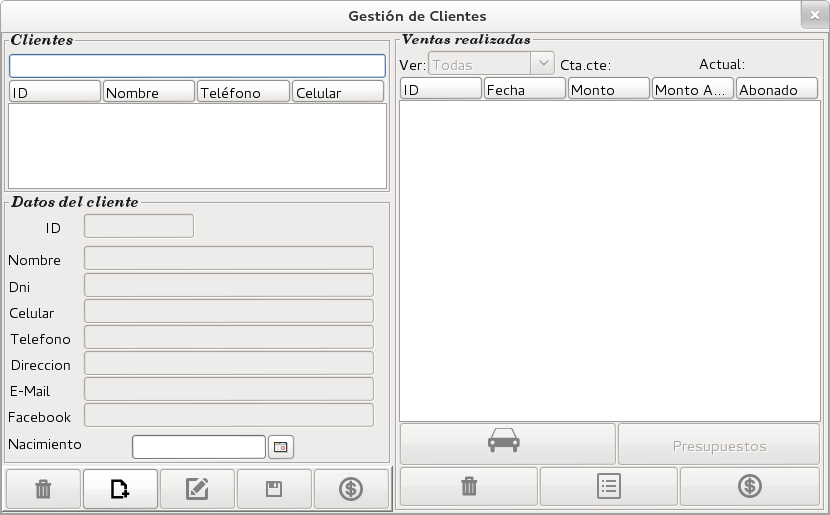 Gestión de Clientes
Clientes
ID Nombre Teléfono Celular
Datos del cliente
ID
Nombre
Dni
Celular
Telefono
Direccion
E-Mail
Facebook
Nacimiento
Ventas realizadas
Ver: Todas Cta.cte: Actual:
ID Fecha Monto Monto A... Abonado
Presupuestos